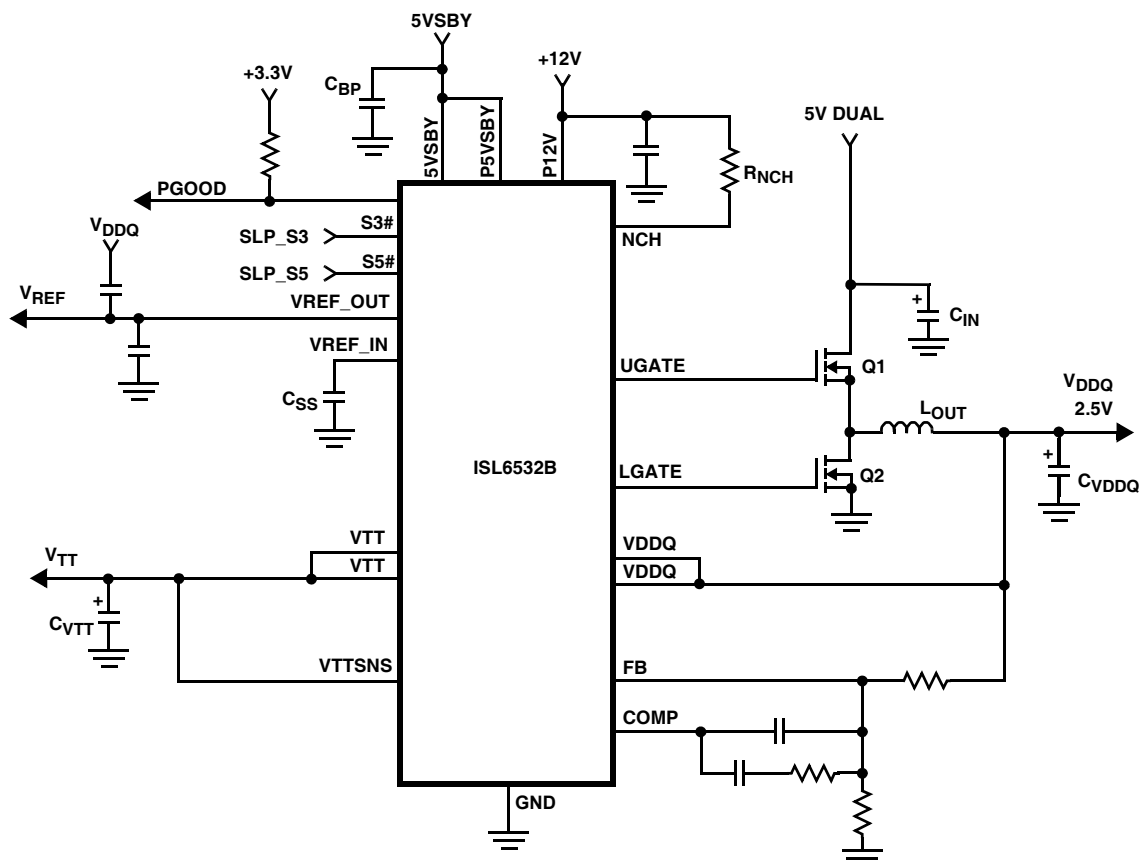 5VSBY
+3.3V
CBP
+12V
5V DUAL
5VSBY
P5VSBY
P12V
RNCH
PGOOD
NCH
VDDQ
SLP_S3
S3#
SLP_S5
S5#
VREF
VREF_OUT
CIN
VREF_IN
UGATE
Q1
CSS
VDDQ
2.5V
LOUT
ISL6532B
LGATE
Q2
CVDDQ
VTT
VTT
VTT
VDDQ
VDDQ
+
+
+
CVTT
VTTSNS
FB
COMP
GND